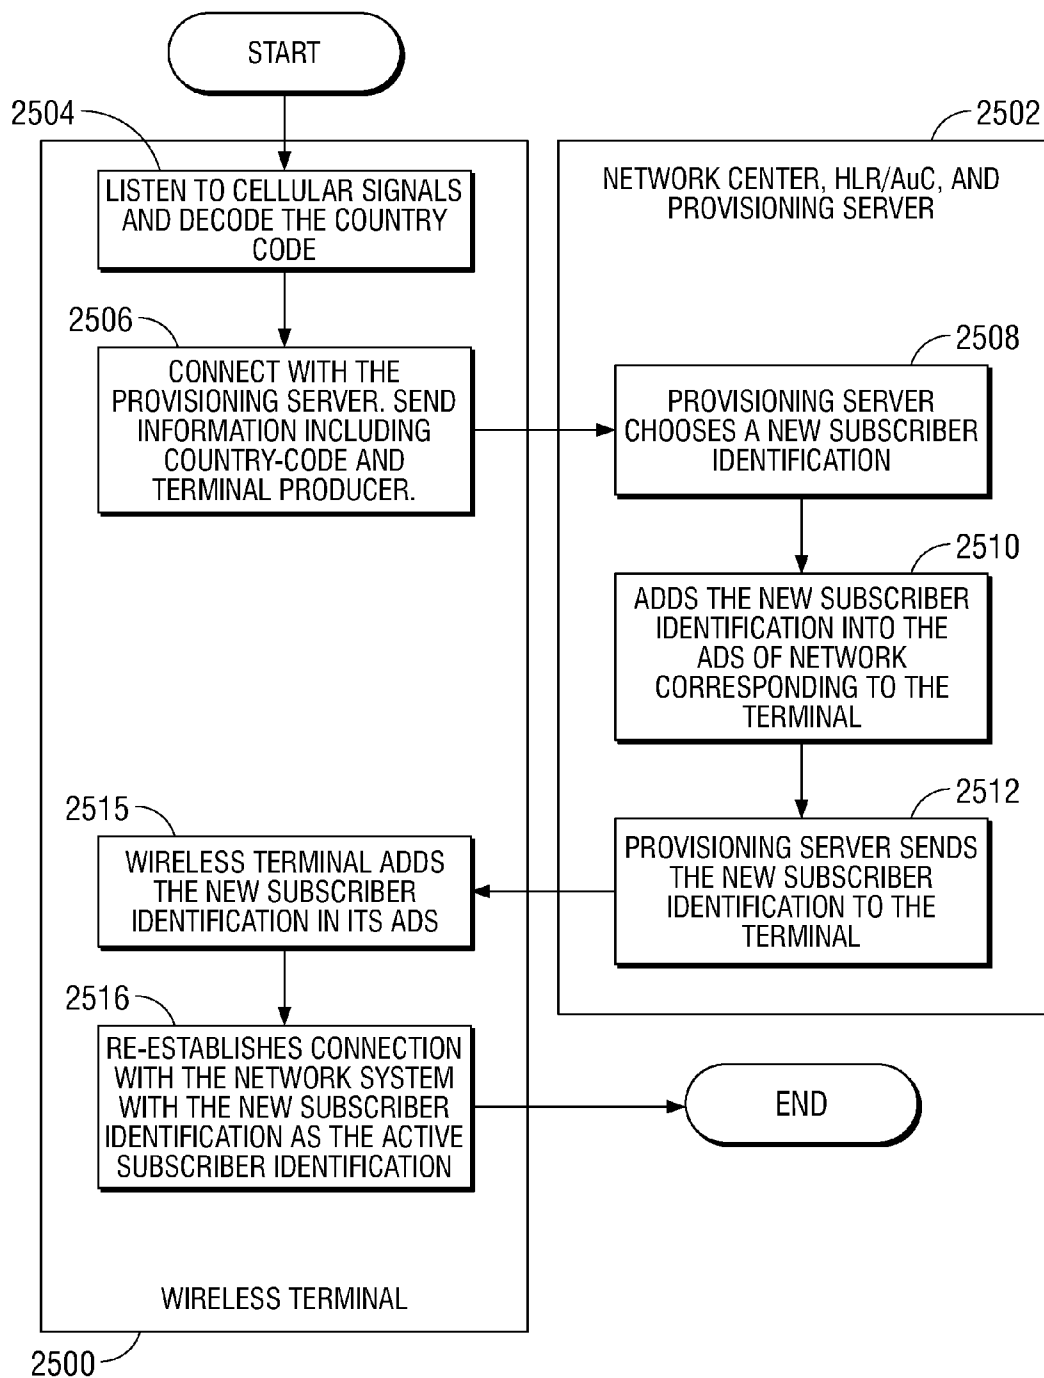 START
2504
2502
LISTEN TO CELLULAR SIGNALS
AND DECODE THE COUNTRY
CODE
NETWORK CENTER, HLR/AuC, AND
PROVISIONING SERVER
2506
CONNECT WITH THE
PROVISIONING SERVER. SEND
INFORMATION INCLUDING
COUNTRY-CODE AND
TERMINAL PRODUCER.
2508
PROVISIONING SERVER
CHOOSES A NEW SUBSCRIBER
IDENTIFICATION
2510
ADDS THE NEW SUBSCRIBER
IDENTIFICATION INTO THE
ADS OF NETWORK
CORRESPONDING TO THE
TERMINAL
2512
PROVISIONING SERVER SENDS
THE NEW SUBSCRIBER
IDENTIFICATION TO THE
TERMINAL
2515
WIRELESS TERMINAL ADDS
THE NEW SUBSCRIBER
IDENTIFICATION IN ITS ADS
2516
RE-ESTABLISHES CONNECTION
WITH THE NETWORK SYSTEM
WITH THE NEW SUBSCRIBER
IDENTIFICATION AS THE ACTIVE
SUBSCRIBER IDENTIFICATION
END
WIRELESS TERMINAL
2500